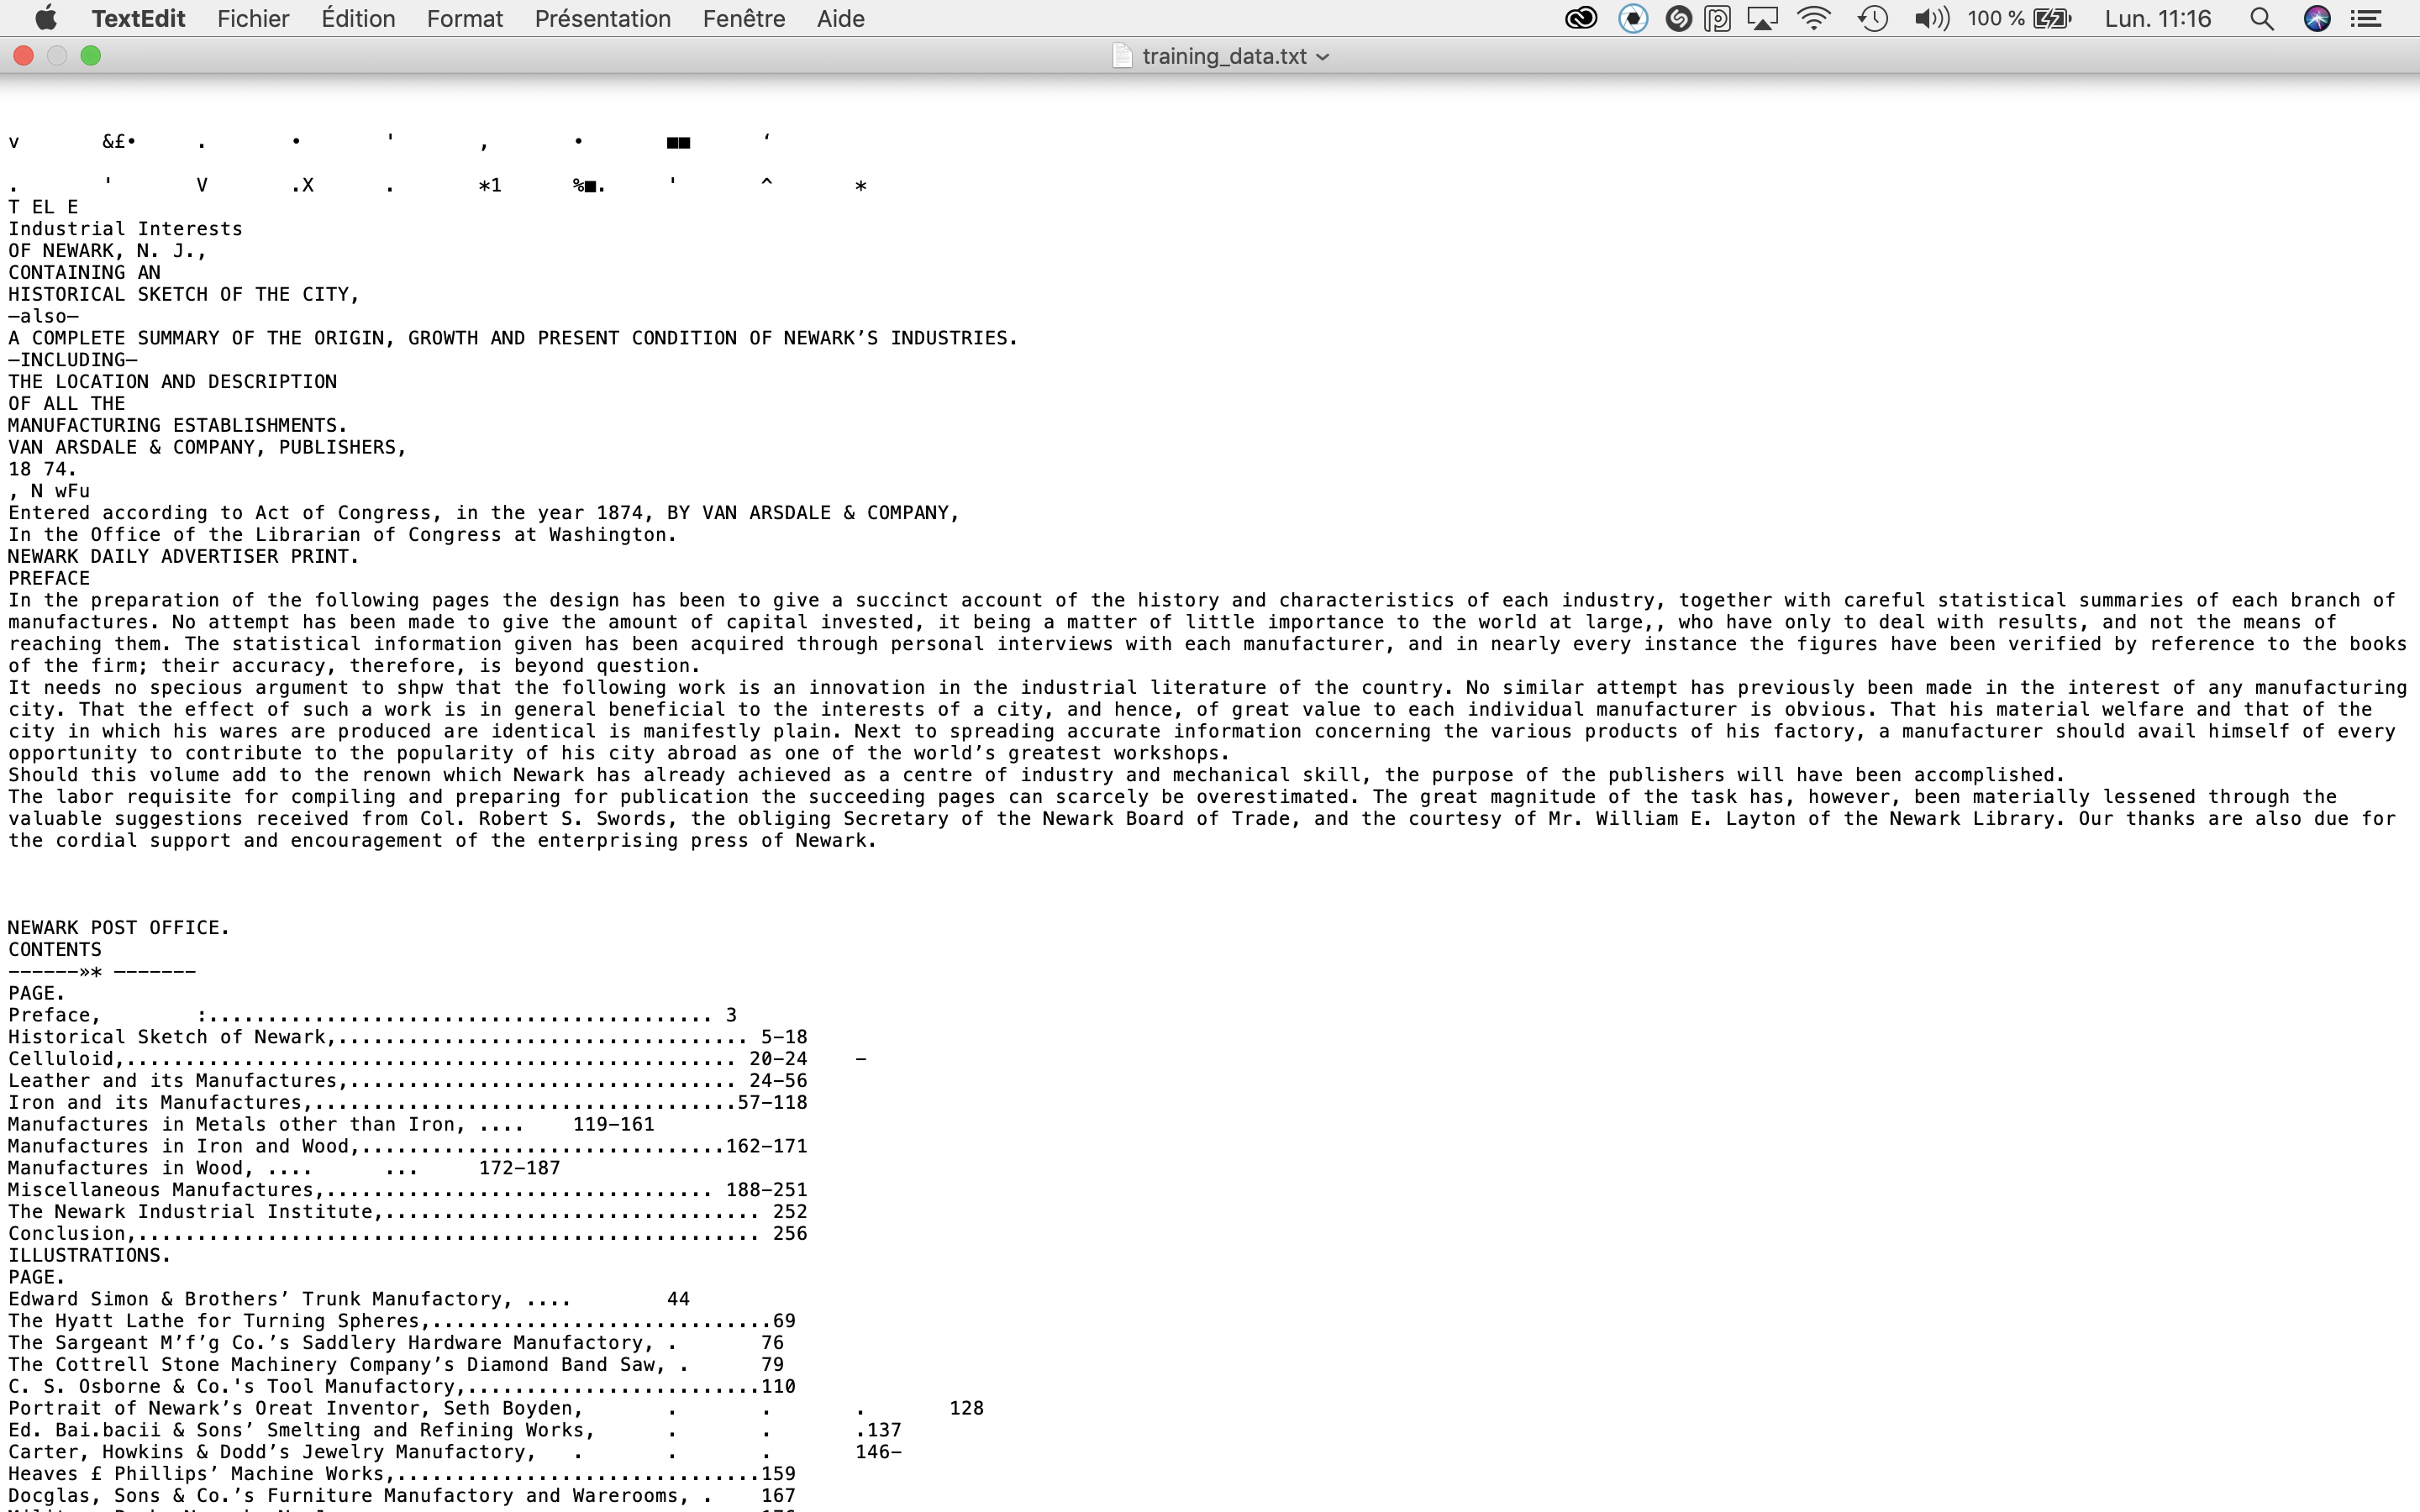 TextEdit Fichier Édition Format Présentation Fenêtre Aide 100 % Lun. 11:16
training_data.txt
v &£• . • ' , • ■■ ‘
. ' V .X . *1 %■. ' ^ *
T EL E
Industrial Interests
OF NEWARK, N. J.,
CONTAINING AN
HISTORICAL SKETCH OF THE CITY,
—also—
A COMPLETE SUMMARY OF THE ORIGIN, GROWTH AND PRESENT CONDITION OF NEWARK’S INDUSTRIES.
—INCLUDING—
THE LOCATION AND DESCRIPTION
OF ALL THE
MANUFACTURING ESTABLISHMENTS.
VAN ARSDALE & COMPANY, PUBLISHERS,
18 74.
, N wFu
Entered according to Act of Congress, in the year 1874, BY VAN ARSDALE & COMPANY,
In the Office of the Librarian of Congress at Washington.
NEWARK DAILY ADVERTISER PRINT.
PREFACE
In the preparation of the following pages the design has been to give a succinct account of the history and characteristics of each industry, together with careful statistical summaries of each branch of
manufactures. No attempt has been made to give the amount of capital invested, it being a matter of little importance to the world at large,, who have only to deal with results, and not the means of
reaching them. The statistical information given has been acquired through personal interviews with each manufacturer, and in nearly every instance the figures have been verified by reference to the books
of the firm; their accuracy, therefore, is beyond question.
It needs no specious argument to shpw that the following work is an innovation in the industrial literature of the country. No similar attempt has previously been made in the interest of any manufacturing
city. That the effect of such a work is in general beneficial to the interests of a city, and hence, of great value to each individual manufacturer is obvious. That his material welfare and that of the
city in which his wares are produced are identical is manifestly plain. Next to spreading accurate information concerning the various products of his factory, a manufacturer should avail himself of every
opportunity to contribute to the popularity of his city abroad as one of the world’s greatest workshops.
Should this volume add to the renown which Newark has already achieved as a centre of industry and mechanical skill, the purpose of the publishers will have been accomplished.
The labor requisite for compiling and preparing for publication the succeeding pages can scarcely be overestimated. The great magnitude of the task has, however, been materially lessened through the
valuable suggestions received from Col. Robert S. Swords, the obliging Secretary of the Newark Board of Trade, and the courtesy of Mr. William E. Layton of the Newark Library. Our thanks are also due for
the cordial support and encouragement of the enterprising press of Newark.
NEWARK POST OFFICE.
CONTENTS
------»* -------
PAGE.
Preface, :........................................... 3
Historical Sketch of Newark,................................... 5-18
Celluloid,.................................................... 20-24 -
Leather and its Manufactures,................................. 24-56
Iron and its Manufactures,....................................57-118
Manufactures in Metals other than Iron, .... 119-161
Manufactures in Iron and Wood,...............................162-171
Manufactures in Wood, .... ... 172-187
Miscellaneous Manufactures,................................. 188-251
The Newark Industrial Institute,................................ 252
Conclusion,..................................................... 256
ILLUSTRATIONS.
PAGE.
Edward Simon & Brothers’ Trunk Manufactory, .... 44
The Hyatt Lathe for Turning Spheres,.............................69
The Sargeant M’f’g Co.’s Saddlery Hardware Manufactory, . 76
The Cottrell Stone Machinery Company’s Diamond Band Saw, . 79
C. S. Osborne & Co.'s Tool Manufactory,.........................110
Portrait of Newark’s Oreat Inventor, Seth Boyden, . . . 128
Ed. Bai.bacii & Sons’ Smelting and Refining Works, . . .137
Carter, Howkins & Dodd’s Jewelry Manufactory, . . . 146-
Heaves £ Phillips’ Machine Works,...............................159
Docglas, Sons & Co.’s Furniture Manufactory and Warerooms, . 167